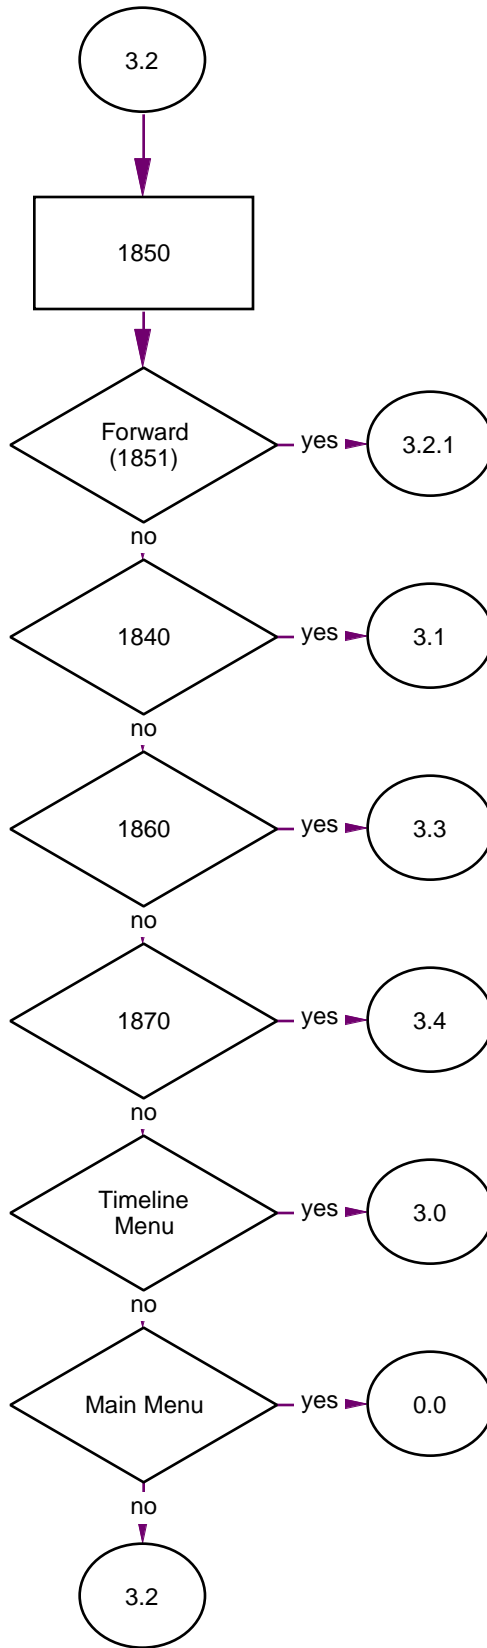 3.2
1850
Forward
(1851)
yes
3.2.1
no
1840
yes
3.1
no
1860
yes
3.3
no
1870
yes
3.4
no
Timeline
Menu
yes
3.0
no
Main Menu
yes
0.0
no
3.2